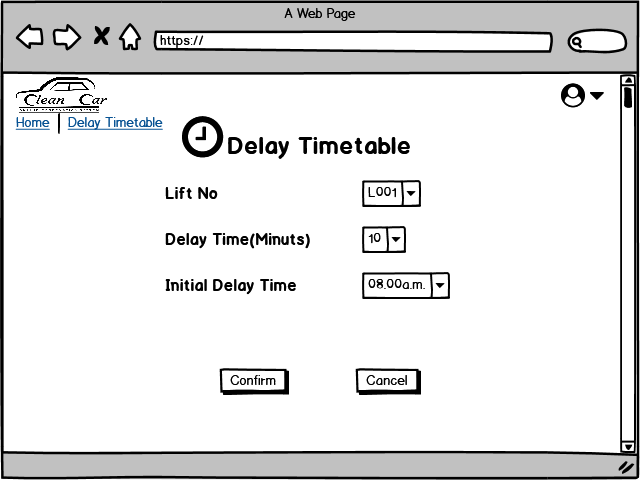 A Web Page
https://
Clean Car
Home
Delay Timetable
Delay Timetable
Lift No
L001
Delay Time(Minuts)
10
Initial Delay Time
08.00a.m.
Confirm
Cancel